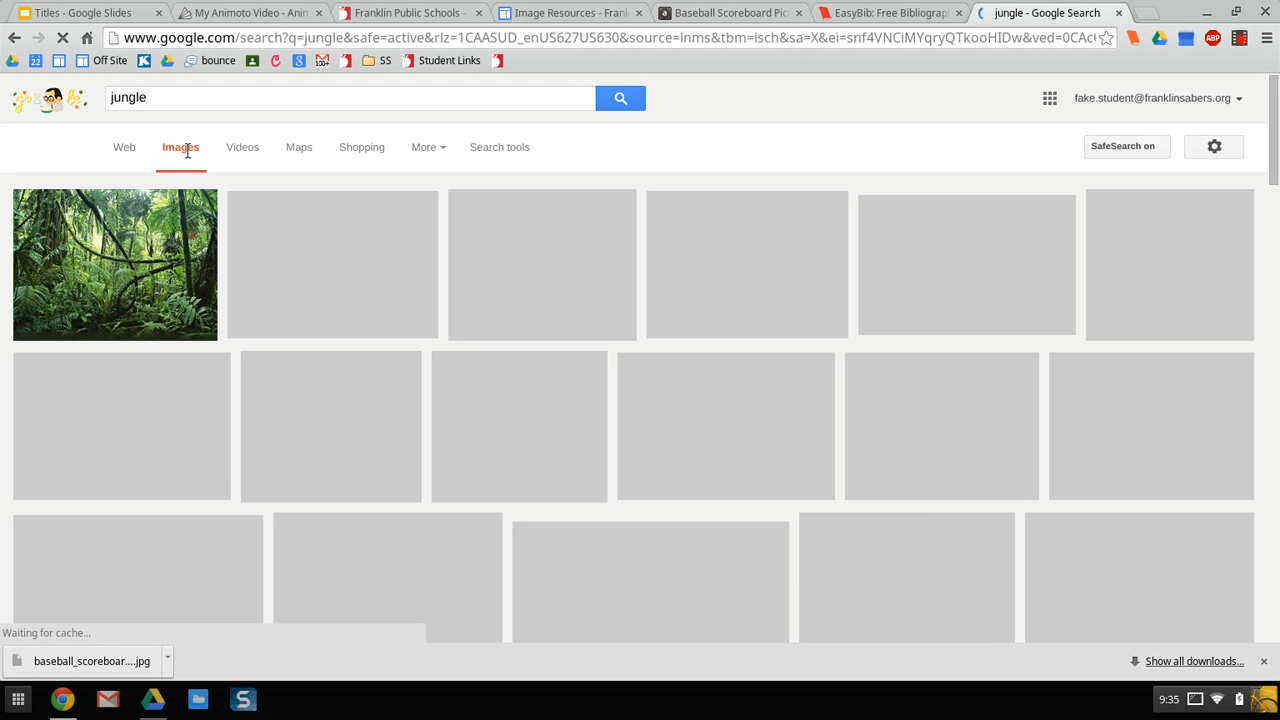 Titles - Google Slides
My Animoto Video - Anim
Franklin Public Schools -
Image Resources - Frank
Baseball Scoreboard Pic
EasyBib: Free Bibliograp
jungle - Google Search
www.google.com/search?q=jungle&safe=active&rlz=1CAASUD_enUS627US630&source=lnms&tbm=isch&sa=X&ei=snf4VNCiMYqryQTkooHIDw&ved=0CAc
22
Off Site
K
bounce
100+
SS
Student Links
ABP
jungle
fake.student@franklinsabers.org
Web
Images
Videos
Maps
Shopping
More
Search tools
SafeSearch on
Waiting for cache...
baseball_scoreboar....jpg
Show all downloads...
S
9:35